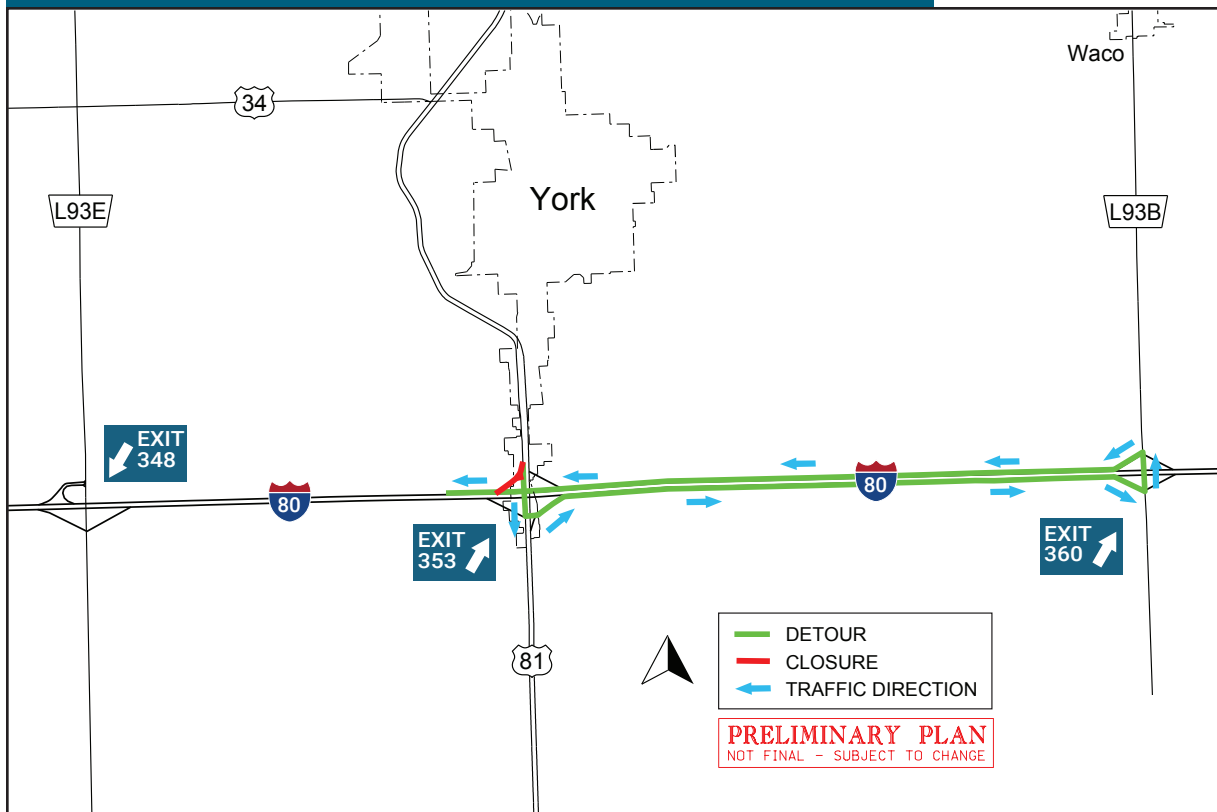 Waco
34
L93E
York
L93B
EXIT
348
80
80
EXIT
353
EXIT
360
81
DETOUR
CLOSURE
TRAFFIC DIRECTION
PRELIMINARY PLAN
NOT FINAL - SUBJECT TO CHANGE